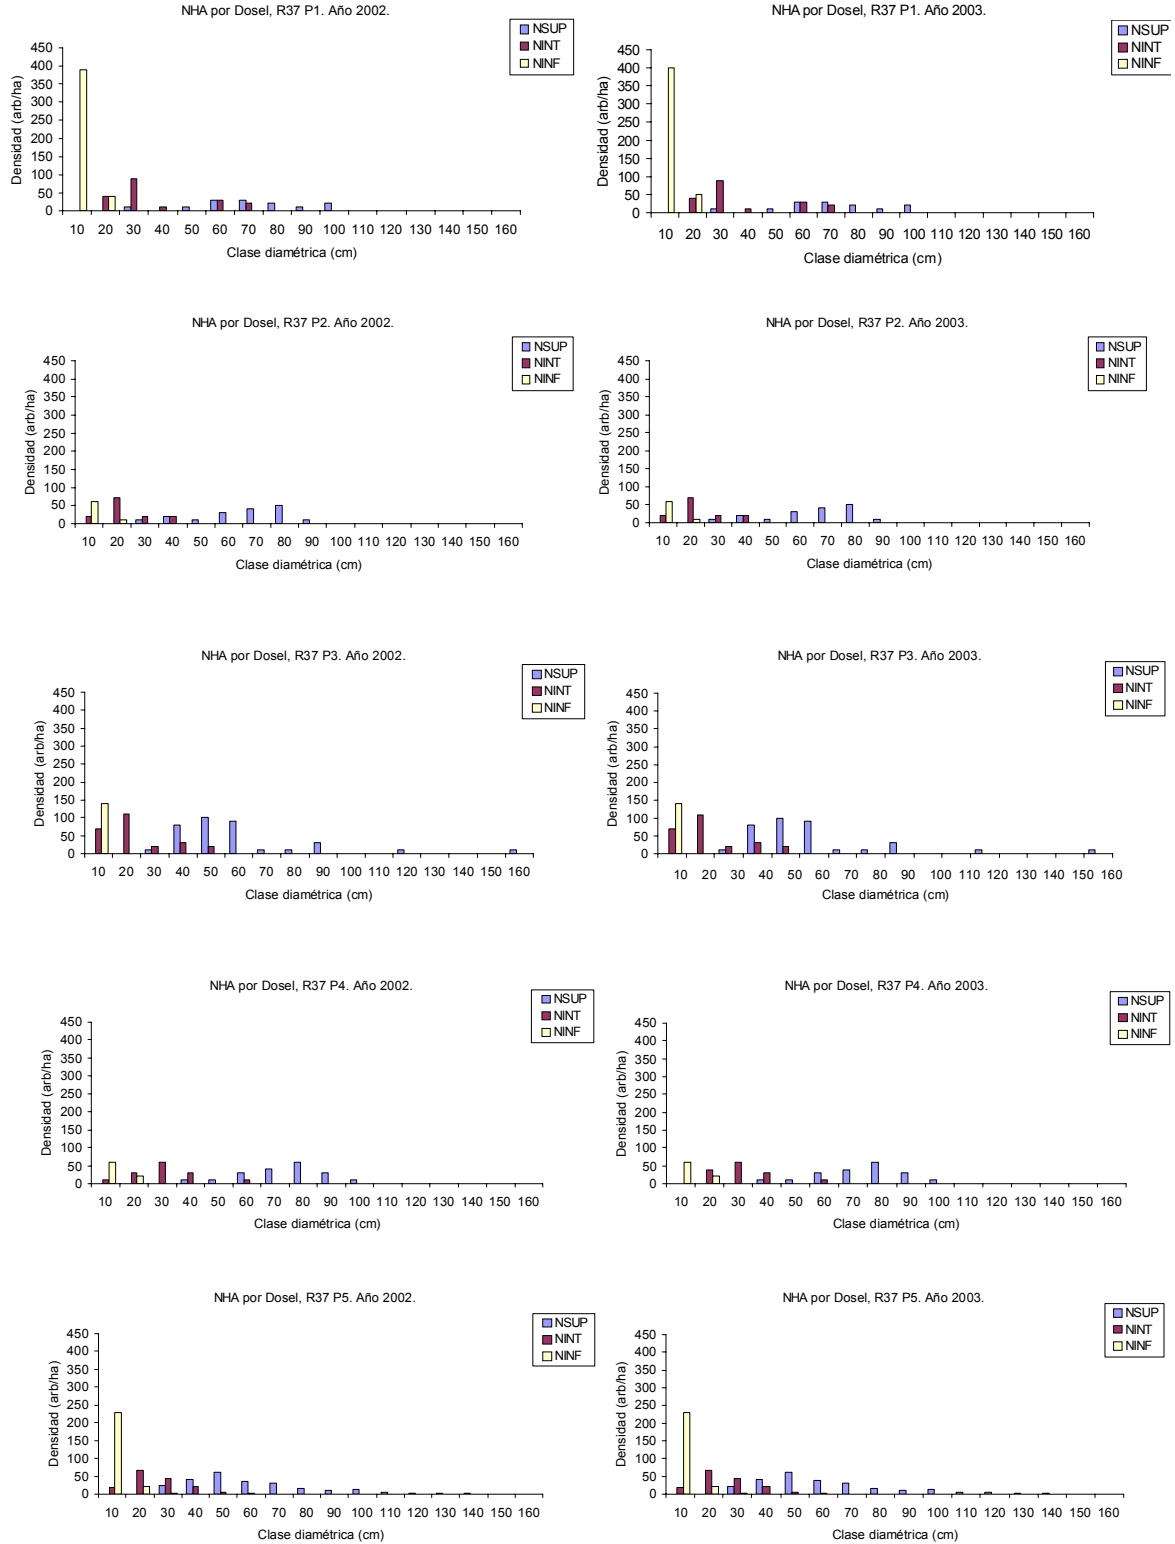 NHA por Dosel, R37 P1. Año 2002.
NSUP
NINT
NINF
Densidad (arb/ha)
450
400
350
300
250
200
150
100
50
0
10 20 30 40 50 60 70 80 90 100 110 120 130 140 150 160
Clase diamétrica (cm)
NHA por Dosel, R37 P1. Año 2003.
NSUP
NINT
NINF
Densidad (arb/ha)
450
400
350
300
250
200
150
100
50
0
10 20 30 40 50 60 70 80 90 100 110 120 130 140 150 160
Clase diamétrica (cm)
NHA por Dosel, R37 P2. Año 2002.
NSUP
NINT
NINF
Densidad (arb/ha)
450
400
350
300
250
200
150
100
50
0
10 20 30 40 50 60 70 80 90 100 110 120 130 140 150 160
Clase diamétrica (cm)
NHA por Dosel, R37 P2. Año 2003.
NSUP
NINT
NINF
Densidad (arb/ha)
450
400
350
300
250
200
150
100
50
0
10 20 30 40 50 60 70 80 90 100 110 120 130 140 150 160
Clase diamétrica (cm)
NHA por Dosel, R37 P3. Año 2002.
NSUP
NINT
NINF
Densidad (arb/ha)
450
400
350
300
250
200
150
100
50
0
10 20 30 40 50 60 70 80 90 100 110 120 130 140 150 160
Clase diamétrica (cm)
NHA por Dosel, R37 P3. Año 2003.
NSUP
NINT
NINF
Densidad (arb/ha)
450
400
350
300
250
200
150
100
50
0
10 20 30 40 50 60 70 80 90 100 110 120 130 140 150 160
Clase diamétrica (cm)
NHA por Dosel, R37 P4. Año 2002.
NSUP
NINT
NINF
Densidad (arb/ha)
450
400
350
300
250
200
150
100
50
0
10 20 30 40 50 60 70 80 90 100 110 120 130 140 150 160
Clase diamétrica (cm)
NHA por Dosel, R37 P4. Año 2003.
NSUP
NINT
NINF
Densidad (arb/ha)
450
400
350
300
250
200
150
100
50
0
10 20 30 40 50 60 70 80 90 100 110 120 130 140 150 160
Clase diamétrica (cm)
NHA por Dosel, R37 P5. Año 2002.
NSUP
NINT
NINF
Densidad (arb/ha)
450
400
350
300
250
200
150
100
50
0
10 20 30 40 50 60 70 80 90 100 110 120 130 140 150 160
Clase diamétrica (cm)
NHA por Dosel, R37 P5. Año 2003.
NSUP
NINT
NINF
Densidad (arb/ha)
450
400
350
300
250
200
150
100
50
0
10 20 30 40 50 60 70 80 90 100 110 120 130 140 150 160
Clase diamétrica (cm)